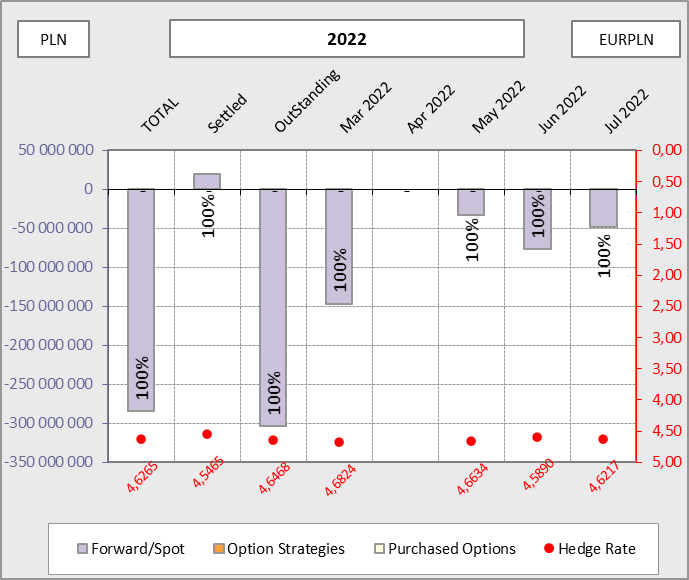 PLN
2022
EURPLN
TOTAL
Settled
OutStanding
Mar 2022
Apr 2022
May 2022
Jun 2022
Jul 2022
50 000 000
0
-50 000 000
-100 000 000
-150 000 000
-200 000 000
-250 000 000
-300 000 000
-350 000 000
0,00
0,50
1,00
1,50
2,00
2,50
3,00
3,50
4,00
4,50
5,00
100%
100%
100%
100%
100%
100%
100%
4,6265
4,5465
4,6468
4,6824
4,6634
4,5890
4,6217
Forward/Spot
Option Strategies
Purchased Options
Hedge Rate